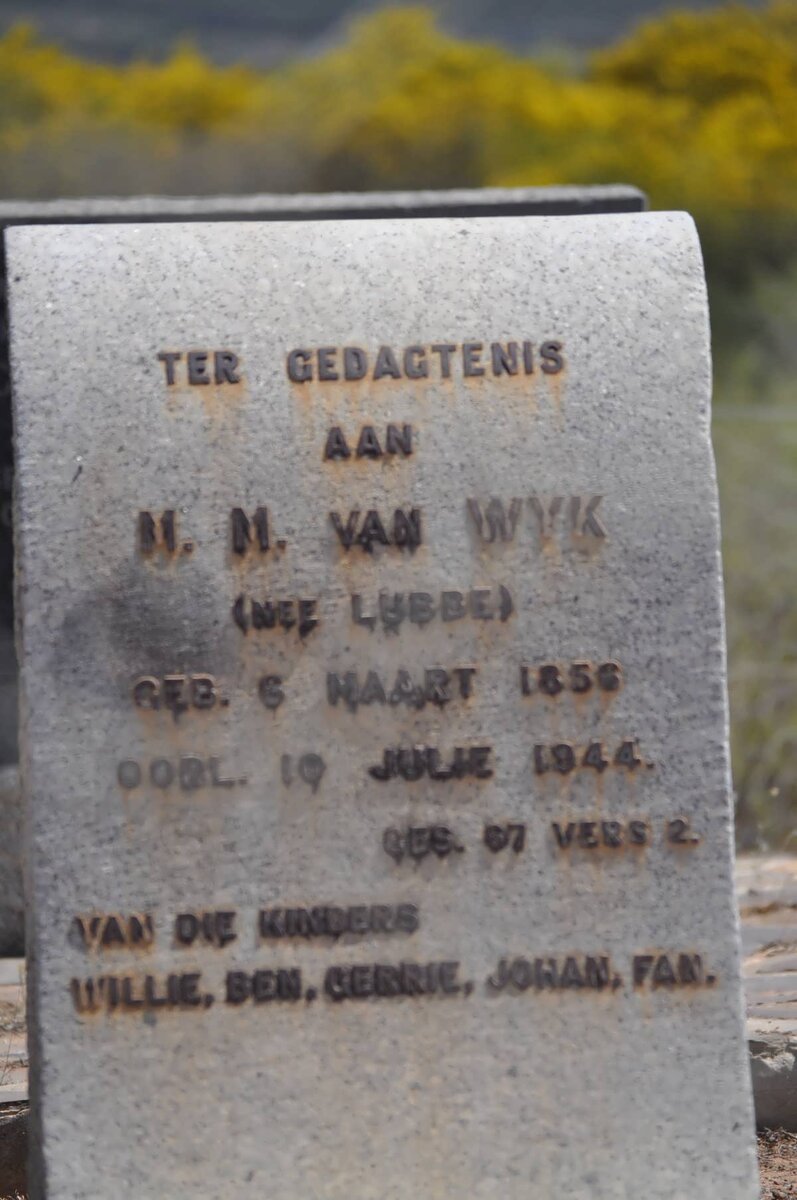 TER GEDAGTENIS
AAN
M. M. VAN WYK
(NEE LUBBE)
GEB. 6 MAART 1856
OORL. 10 JULIE 1944.
GES. 67 VERS 2.
VAN DIE KINDERS
WILLIE, BEN, GERRIE, JOHAN, FAN.